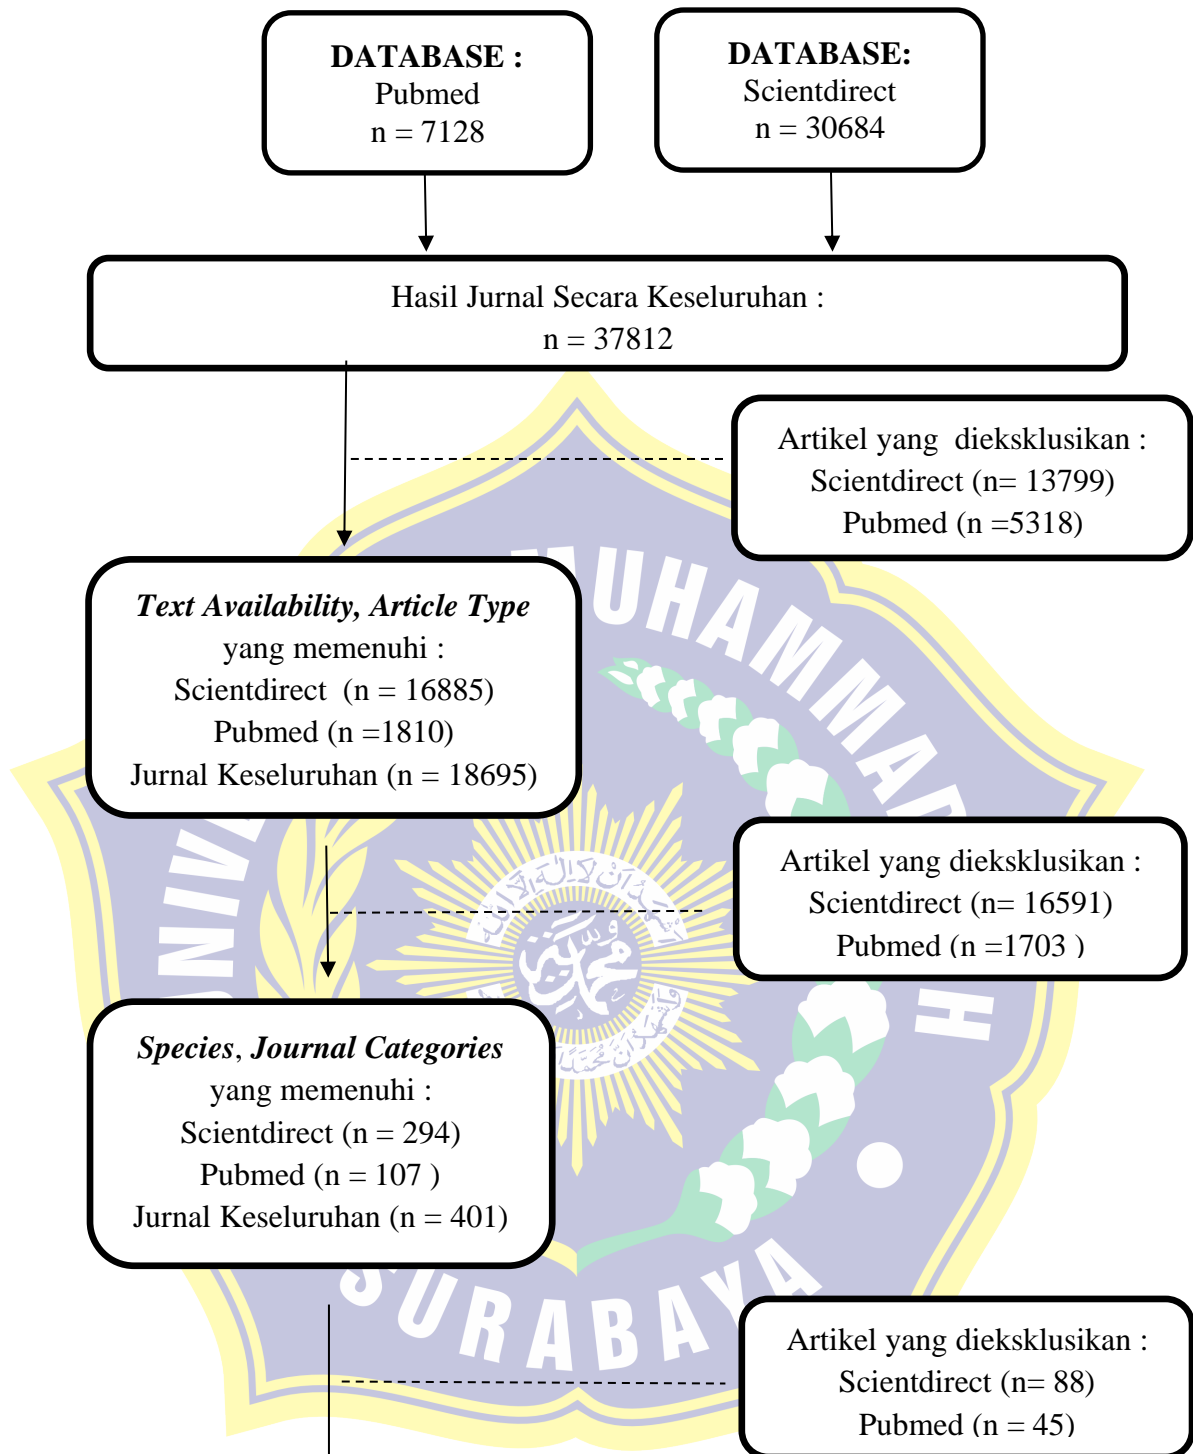 DATABASE :
Pubmed
n = 7128
DATABASE:
Scientdirect
n = 30684
Hasil Jurnal Secara Keseluruhan :
n = 37812
Artikel yang dieksklusikan :
Scientdirect (n= 13799)
Pubmed (n =5318)
Text Availability, Article Type
yang memenuhi :
Scientdirect (n = 16885)
Pubmed (n =1810)
Jurnal Keseluruhan (n = 18695)
Artikel yang dieksklusikan :
Scientdirect (n= 16591)
Pubmed (n =1703 )
Species, Journal Categories
yang memenuhi :
Scientdirect (n = 294)
Pubmed (n = 107 )
Jurnal Keseluruhan (n = 401)
Artikel yang dieksklusikan :
Scientdirect (n= 88)
Pubmed (n = 45)
SURABAYA